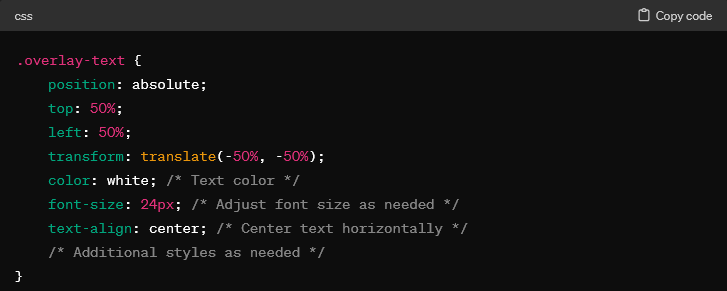 css
Copy code
.overlay-text {
    position: absolute;
    top: 50%;
    left: 50%;
    transform: translate(-50%, -50%);
    color: white; /* Text color */
    font-size: 24px; /* Adjust font size as needed */
    text-align: center; /* Center text horizontally */
    /* Additional styles as needed */
}